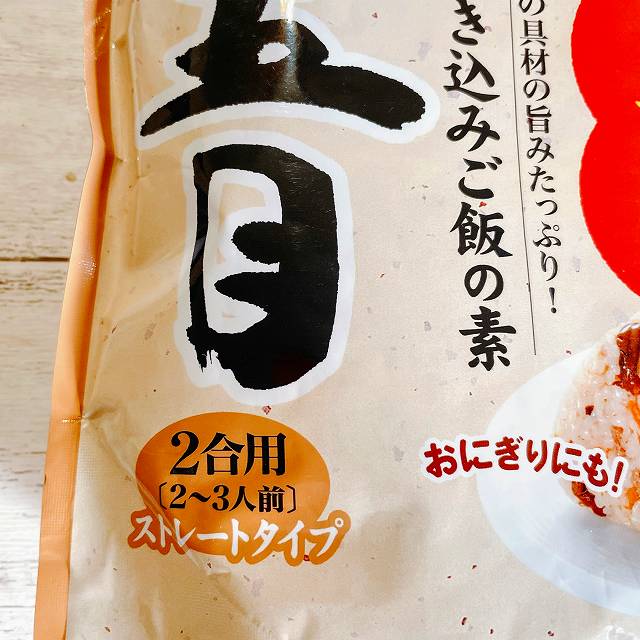 の具材の旨みたっぷり!
き込みご飯の素
五目
2合用
〔2〜3人前〕
ストレートタイプ
おにぎりにも!